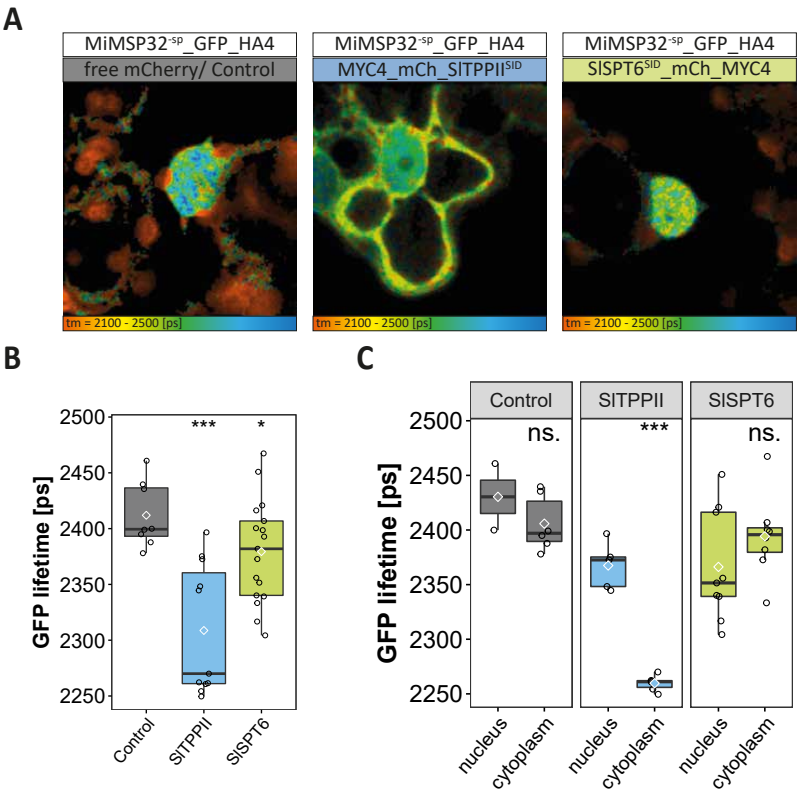 A
MiMSP32-sp_GFP_HA4
free mCherry/ Control
tm = 2100 - 2500 [ps]
MiMSP32-sp_GFP_HA4
MYC4_mCh_SlTPPIISID
tm = 2100 - 2500 [ps]
MiMSP32-sp_GFP_HA4
SlSPT6SID_mCh_MYC4
tm = 2100 - 2500 [ps]
B
GFP lifetime [ps]
2500
2450
2400
2350
2300
2250
*** *
Control SlTPPII SlSPT6
C
GFP lifetime [ps]
2500
2450
2400
2350
2300
2250
Control SlTPPII SlSPT6
ns. *** ns.
nucleus cytoplasm nucleus cytoplasm nucleus cytoplasm